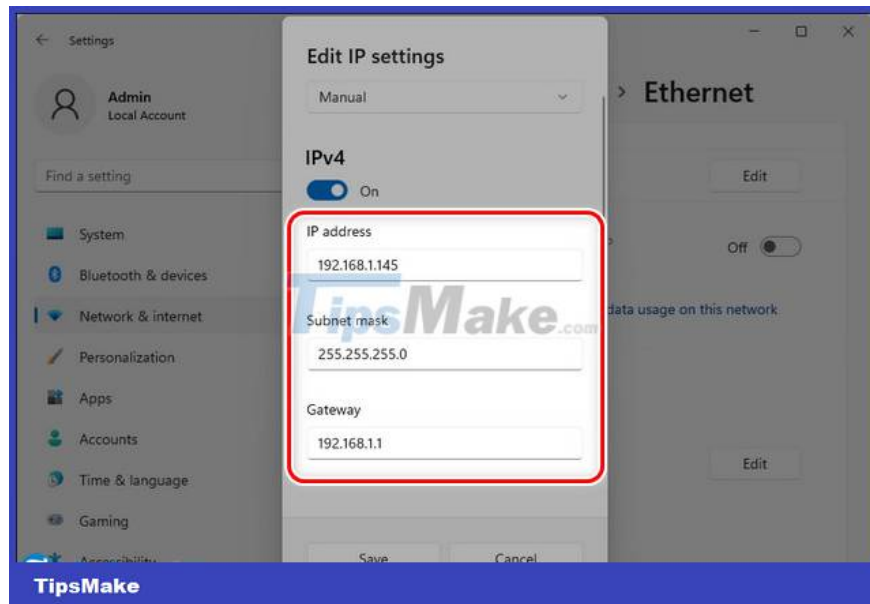 Settings
Edit IP settings
Admin
Local Account
Manual
> Ethernet
IPv4
On
Find a setting
Edit
System
IP address
192.168.1.145
Off
Bluetooth & devices
TipsMake.com
Network & internet
Subnet mask
data usage on this network
255.255.255.0
Personalization
Apps
Gateway
Accounts
192.168.1.1
Edit
Time & language
Gaming
Accessibility
Save
Cancel
TipsMake